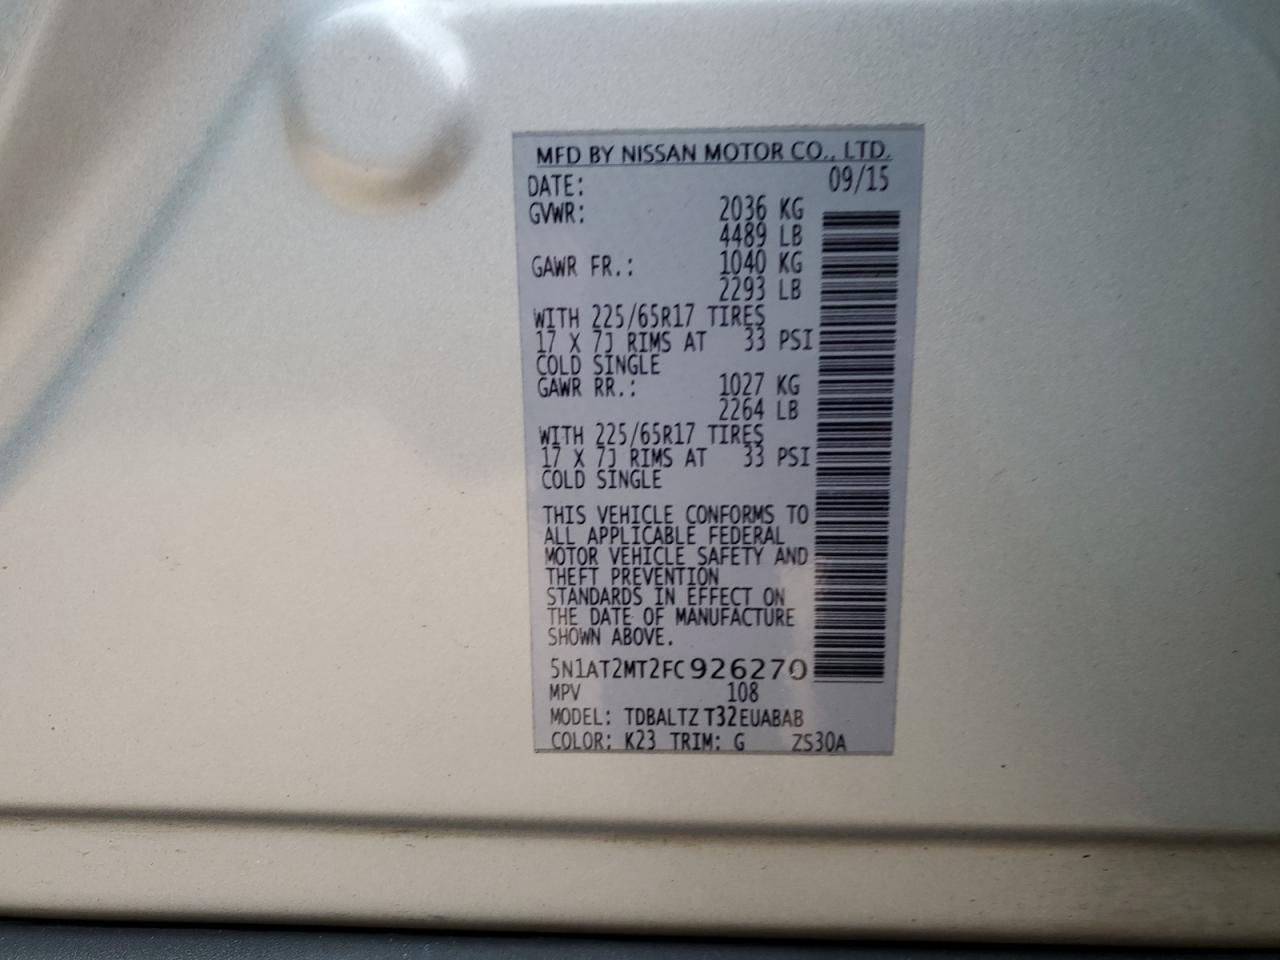 MFD BY NISSAN MOTOR CO., LTD.
DATE: 09/15
GVWR: 2036 KG
4489 LB
GAWR FR.: 1040 KG
2293 LB
WITH 225/65R17 TIRES
17 X 7J RIMS AT 33 PSI
COLD SINGLE
GAWR RR.: 1027 KG
2264 LB
WITH 225/65R17 TIRES
17 X 7J RIMS AT 33 PSI
COLD SINGLE
THIS VEHICLE CONFORMS TO
ALL APPLICABLE FEDERAL
MOTOR VEHICLE SAFETY AND
THEFT PREVENTION
STANDARDS IN EFFECT ON
THE DATE OF MANUFACTURE
SHOWN ABOVE.
5N1AT2MT2FC926270
MPV 108
MODEL: TDBALTZ T32EUABAB
COLOR: K23 TRIM: G ZS30A